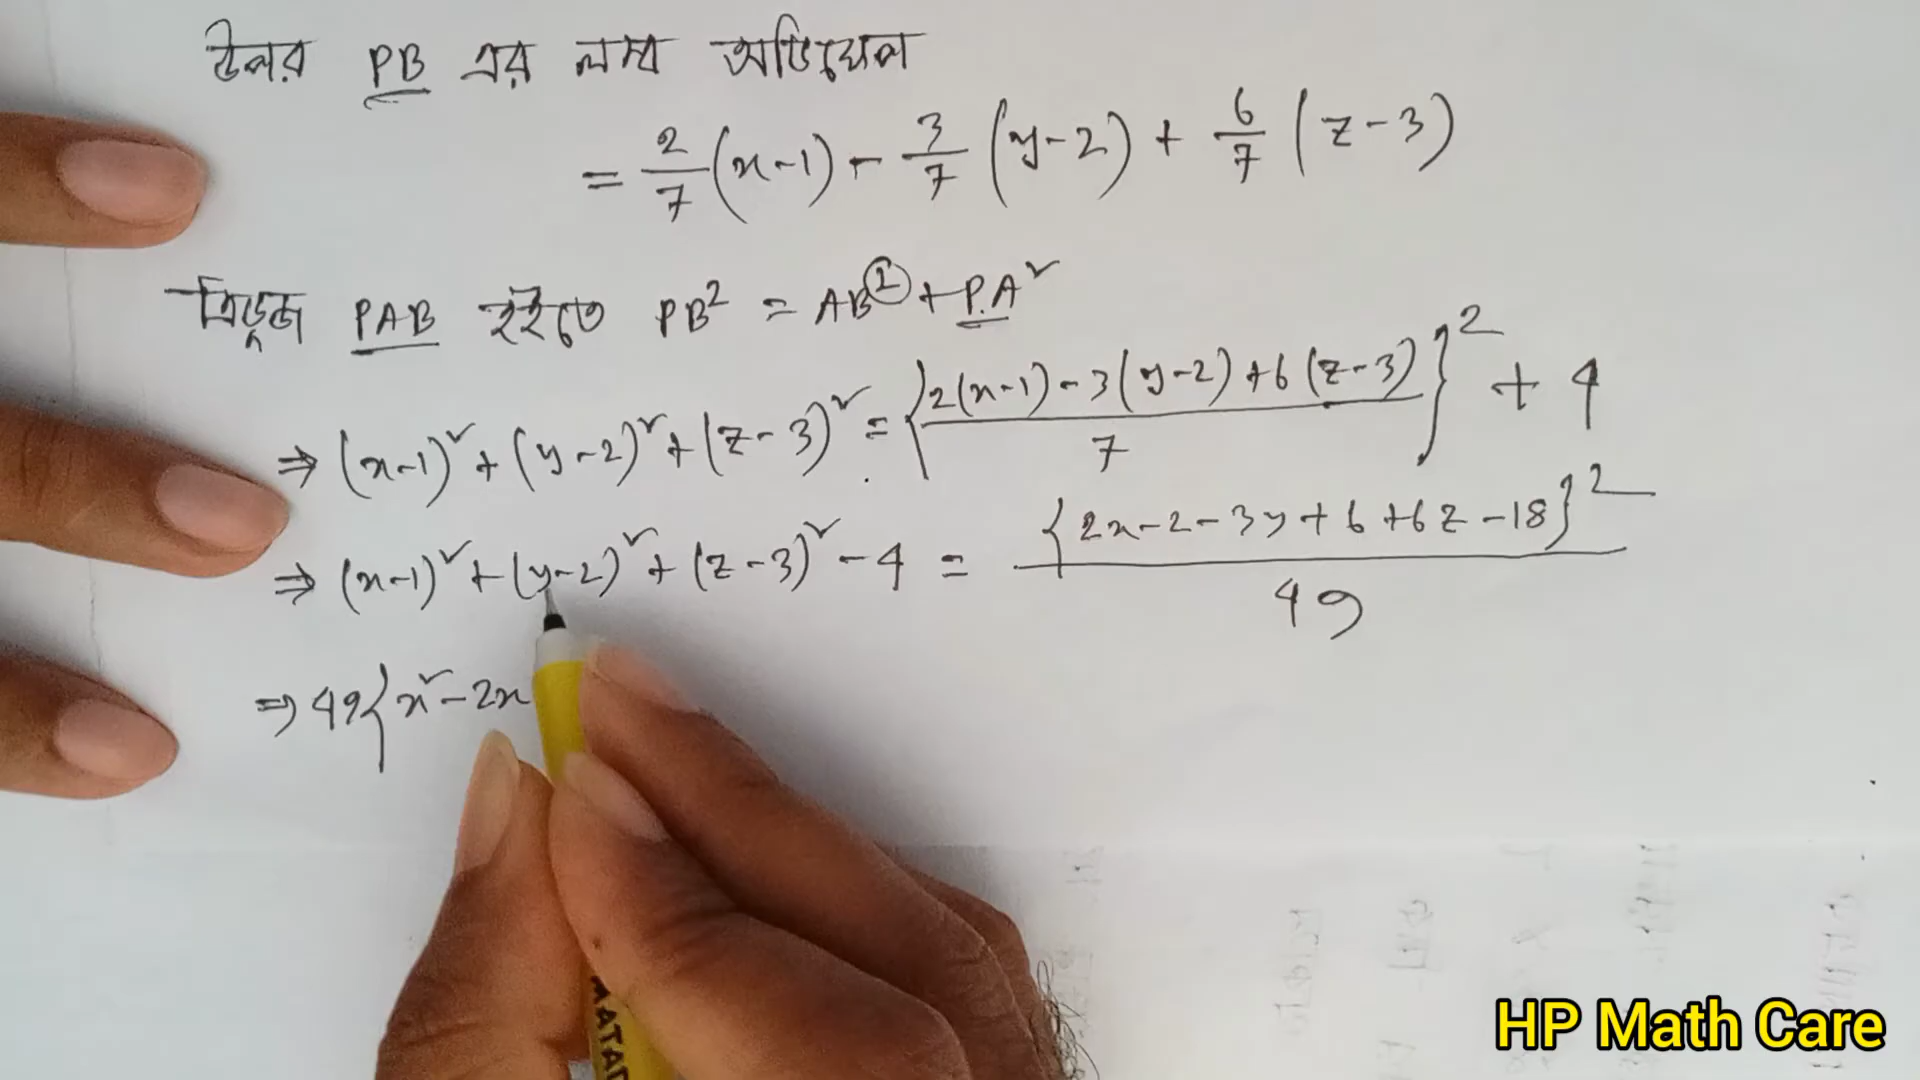 উপর PB এর লম্ব অভিক্ষেপ
= 2/7 (x-1) - 3/7 (y-2) + 6/7 (z-3)
ত্রিভুজ PAB হইতে PB² = AB² + PA²
⇒ (x-1)² + (y-2)² + (z-3)² = {2(x-1) - 3(y-2) + 6(z-3) / 7}² + 4
⇒ (x-1)² + (y-2)² + (z-3)² - 4 = {2x-2-3y+6+6z-18}² / 49
⇒ 49{x² - 2x
HP Math Care